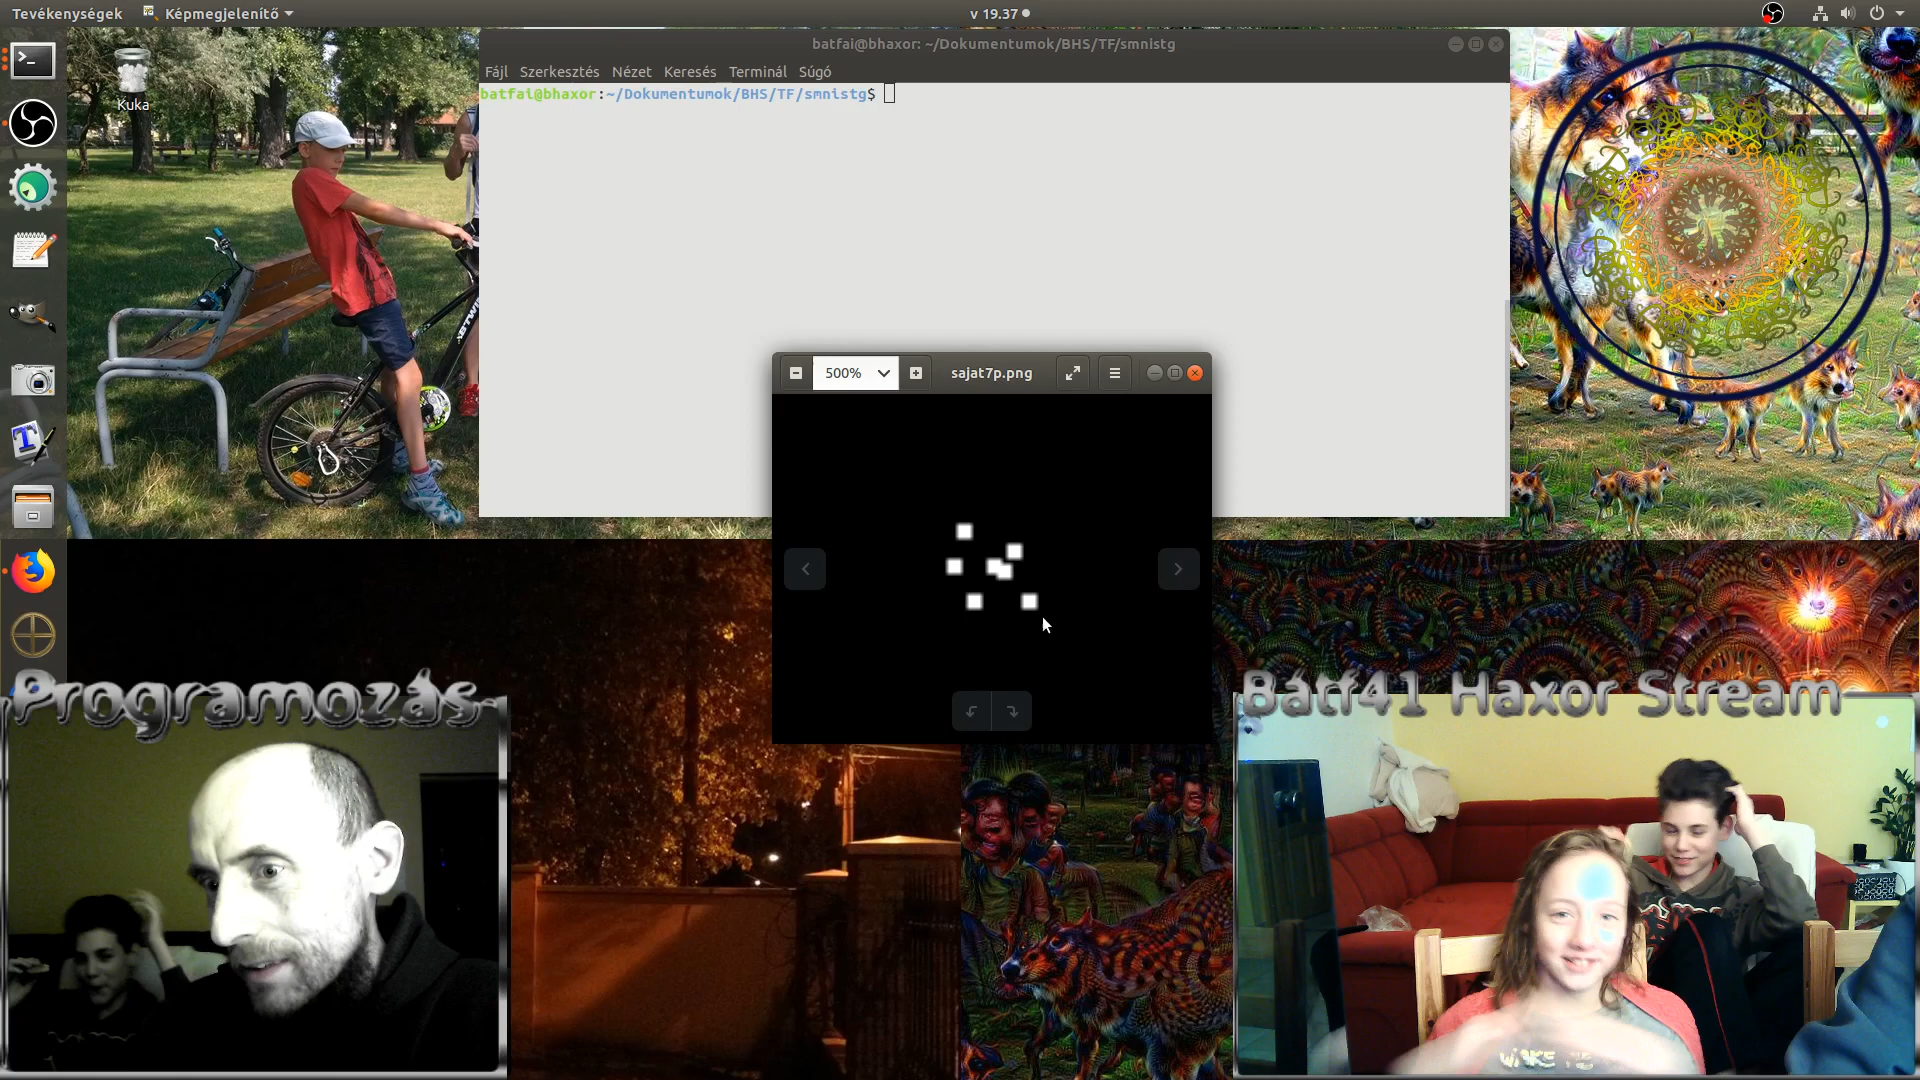 Tevékenységek
Képmegjelenítő
v 19.37
Kuka
batfai@bhaxor: ~/Dokumentumok/BHS/TF/smnistg
Fájl Szerkesztés Nézet Keresés Terminál Súgó
batfai@bhaxor:~/Dokumentumok/BHS/TF/smnistg$
500%
sajat7p.png
Programozás
Bátf41 Haxor Stream